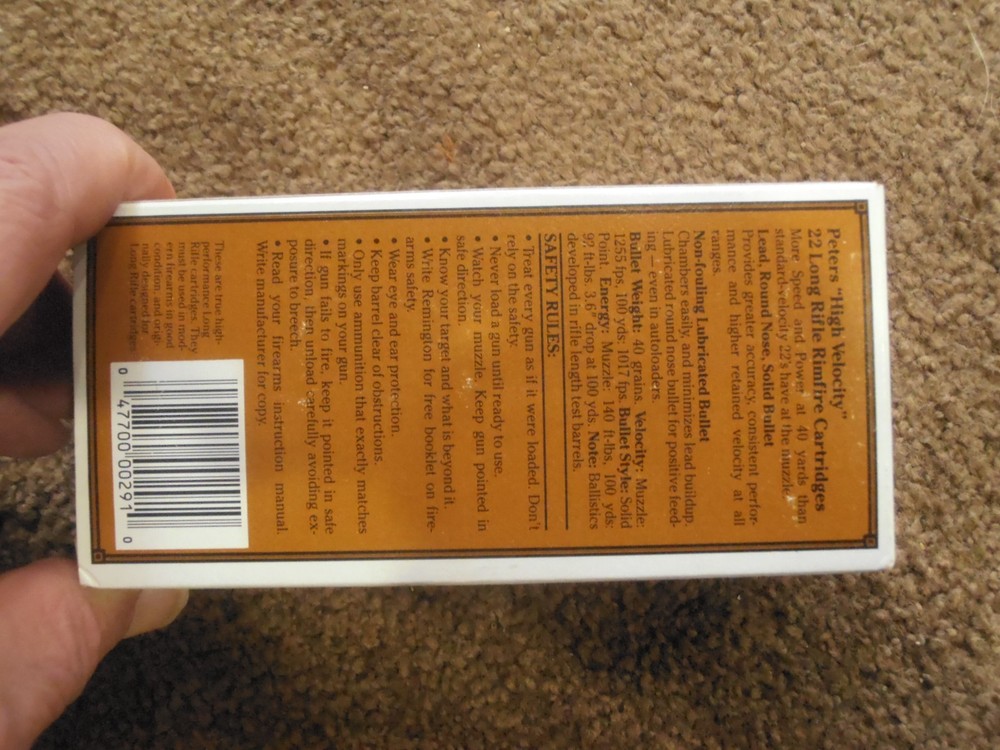 Peters "High Velocity"
22 Long Rifle Rimfire Cartridges
More Speed and Power at 40 yards than
standard-velocity 22's have at the muzzle.
Lead, Round Nose, Solid Bullet
Provides greater accuracy, consistent perfor-
mance and higher retained velocity at all
ranges.
Non-fouling Lubricated Bullet
Chambers easily, and minimizes lead buildup.
Lubricated round nose bullet for positive feed-
ing — even in autoloaders.
Bullet Weight: 40 grains. Velocity: Muzzle:
1255 fps, 100 yds: 1017 fps. Bullet Style: Solid
Point. Energy: Muzzle: 140 ft-lbs, 100 yds:
92 ft-lbs. 3.6" drop at 100 yds. Note: Ballistics
developed in rifle length test barrels.
SAFETY RULES:
• Treat every gun as if it were loaded. Don't
rely on the safety.
• Never load a gun until ready to use.
• Watch your muzzle. Keep gun pointed in
safe direction.
• Know your target and what is beyond it.
• Write Remington for free booklet on fire-
arms safety.
• Wear eye and ear protection.
• Keep barrel clear of obstructions.
• Only use ammunition that exactly matches
markings on your gun.
• If gun fails to fire, keep it pointed in safe
direction, then unload carefully avoiding ex-
posure to breech.
• Read your firearms instruction manual.
Write manufacturer for copy.
These are true high-
performance Long
Rifle cartridges. They
must be used in mod-
ern firearms in good
condition, and origi-
nally designed for
Long Rifle cartridges
0 47700 00291 0